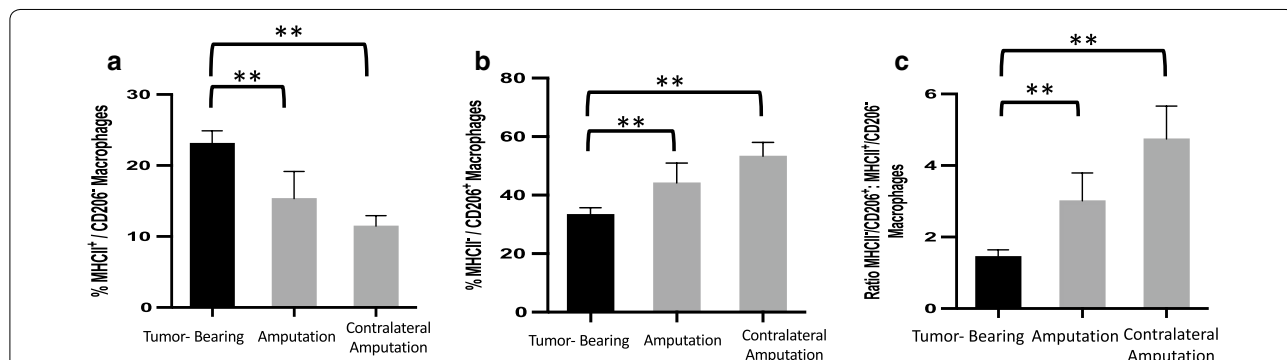 a
**
**
% MHCII⁺ / CD206⁻ Macrophages
30
20
10
0
Tumor- Bearing
Amputation
Contralateral
Amputation
b
**
**
% MHCII⁻ / CD206⁺ Macrophages
80
60
40
20
0
Tumor- Bearing
Amputation
Contralateral
Amputation
c
**
**
Ratio MHCII⁻/CD206⁺: MHCII⁺/CD206⁻
Macrophages
6
4
2
0
Tumor- Bearing
Amputation
Contralateral
Amputation